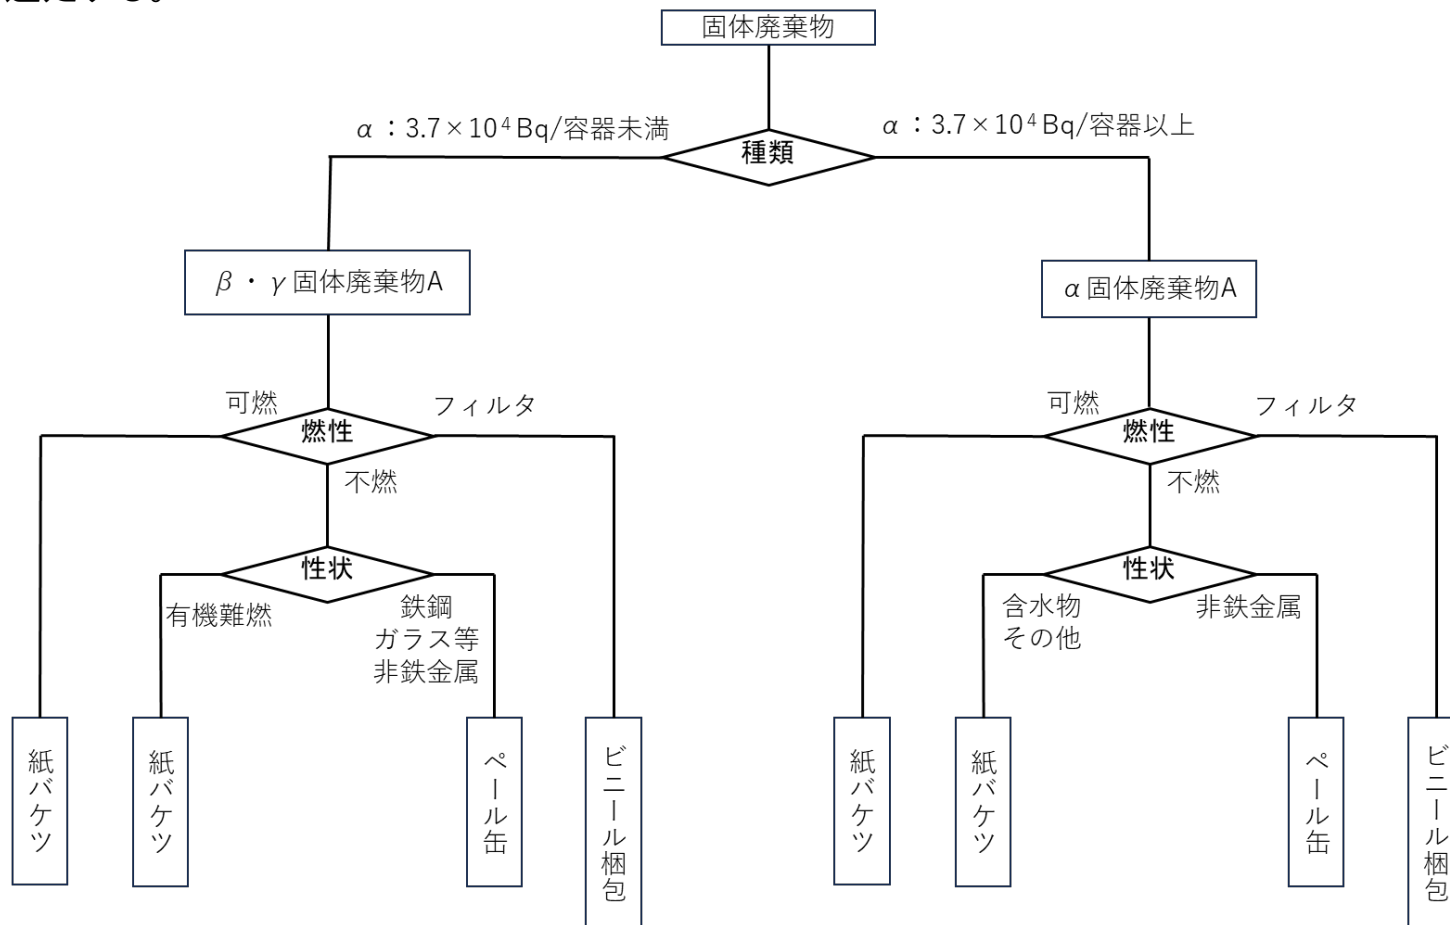 固体廃棄物
α：3.7×10⁴ Bq/容器未満
α：3.7×10⁴ Bq/容器以上
種類
β・γ固体廃棄物A
α固体廃棄物A
可燃
フィルタ
燃性
不燃
可燃
フィルタ
燃性
不燃
性状
有機難燃
鉄鋼
ガラス等
非鉄金属
性状
含水物
その他
非鉄金属
紙バケツ
紙バケツ
ペール缶
ビニール梱包
紙バケツ
紙バケツ
ペール缶
ビニール梱包